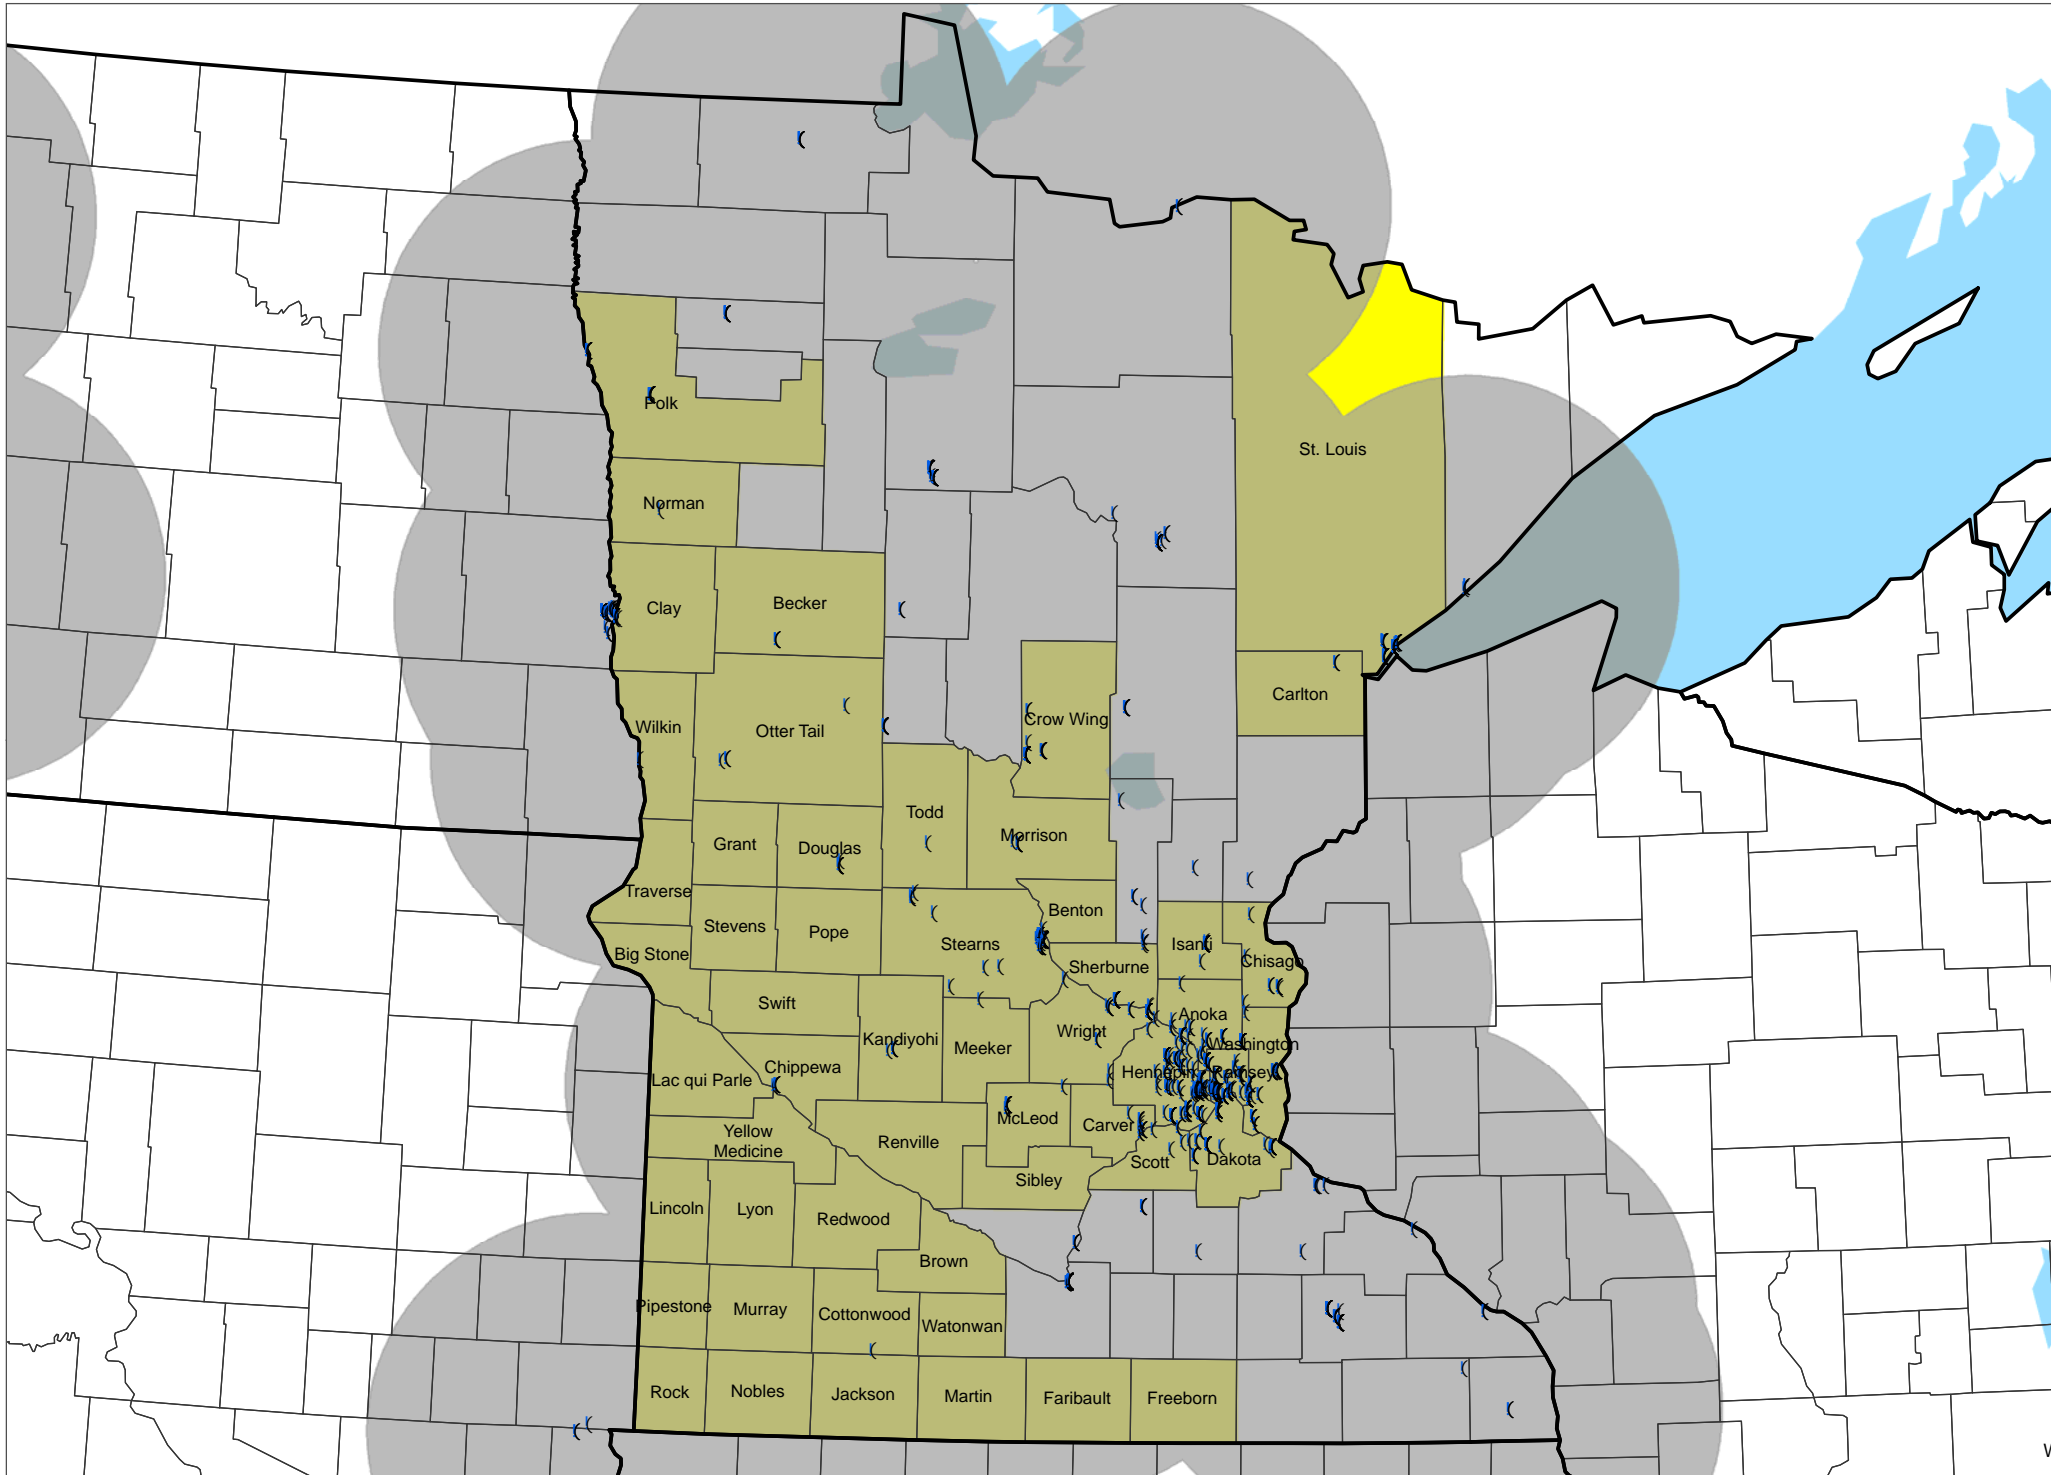 Polk
St. Louis
Norman
Clay
Becker
Carlton
Crow Wing
Wilkin
Otter Tail
Todd
Morrison
Grant
Douglas
Traverse
Benton
Stevens
Pope
Stearns
Isanti
Big Stone
Sherburne
Chisago
Swift
Anoka
Kandiyohi
Wright
Washington
Meeker
Chippewa
Hennepin
Ramsey
Lac qui Parle
McLeod
Carver
Yellow
Medicine
Renville
Scott
Dakota
Sibley
Lincoln
Lyon
Redwood
Brown
Pipestone
Murray
Cottonwood
Watonwan
Rock
Nobles
Jackson
Martin
Faribault
Freeborn